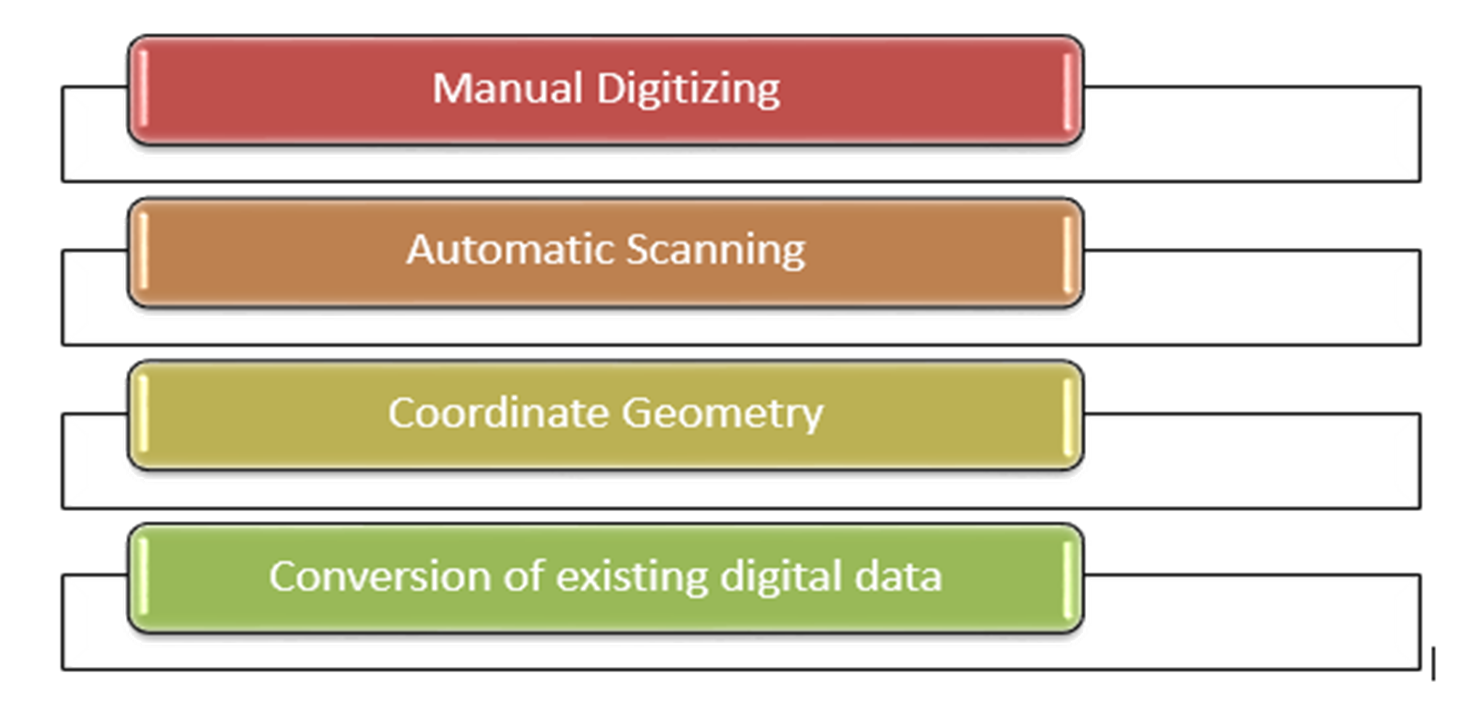 Manual Digitizing
Automatic Scanning
Coordinate Geometry
Conversion of existing digital data